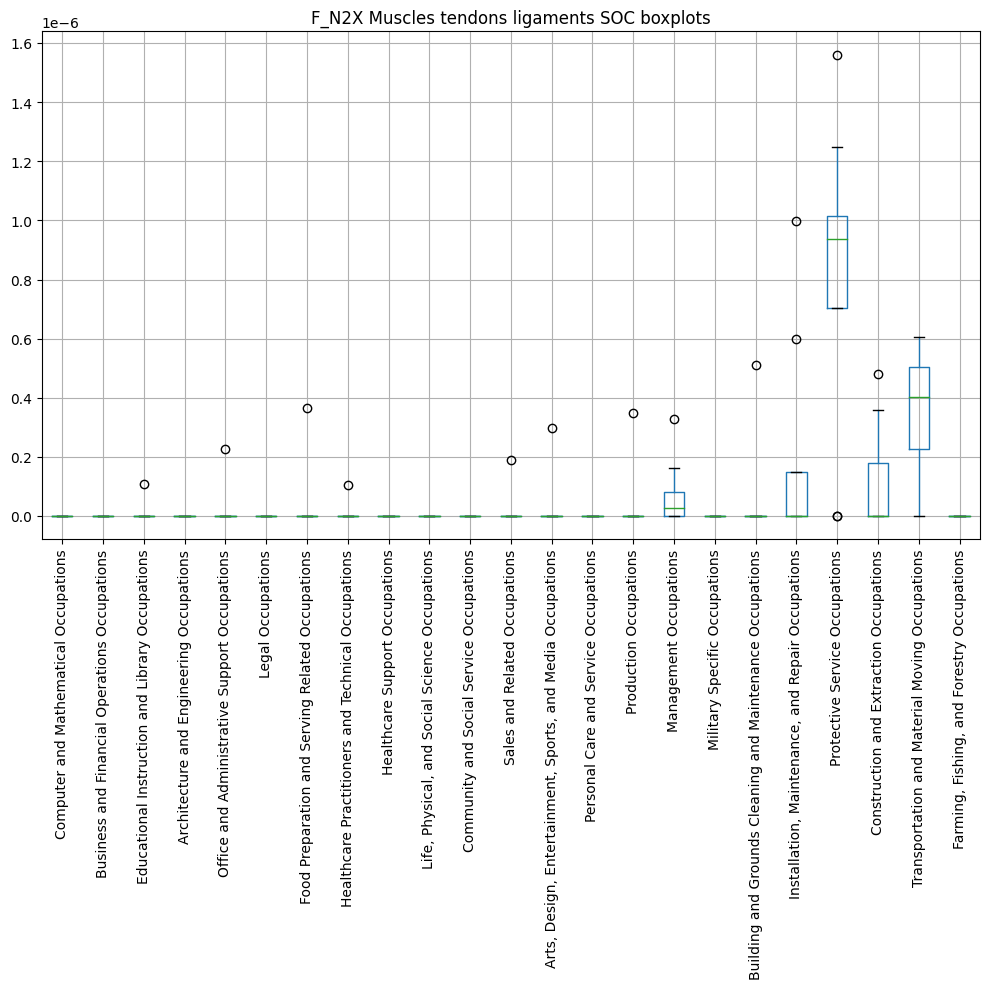 F_N2X Muscles tendons ligaments SOC boxplots
1e−6
1.6
1.4
1.2
1.0
0.8
0.6
0.4
0.2
0.0
Computer and Mathematical Occupations
Business and Financial Operations Occupations
Educational Instruction and Library Occupations
Architecture and Engineering Occupations
Office and Administrative Support Occupations
Legal Occupations
Food Preparation and Serving Related Occupations
Healthcare Practitioners and Technical Occupations
Healthcare Support Occupations
Life, Physical, and Social Science Occupations
Community and Social Service Occupations
Sales and Related Occupations
Arts, Design, Entertainment, Sports, and Media Occupations
Personal Care and Service Occupations
Production Occupations
Management Occupations
Military Specific Occupations
Building and Grounds Cleaning and Maintenance Occupations
Installation, Maintenance, and Repair Occupations
Protective Service Occupations
Construction and Extraction Occupations
Transportation and Material Moving Occupations
Farming, Fishing, and Forestry Occupations